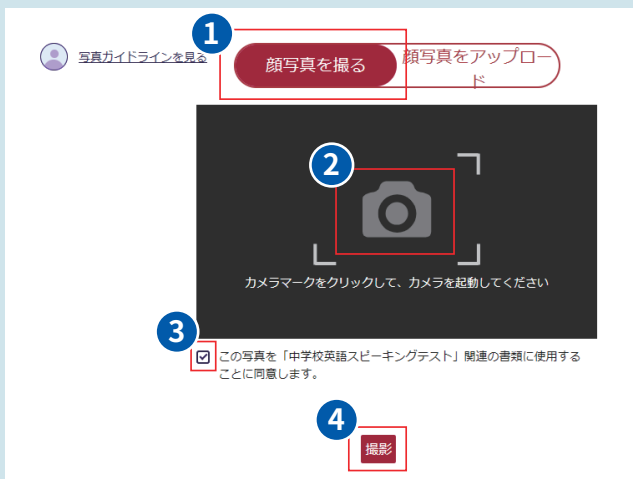 1
写真ガイドラインを見る
顔写真を撮る
顔写真をアップロー
ド
2
カメラマークをクリックして、カメラを起動してください
3
この写真を「中学校英語スピーキングテスト」関連の書類に使用する
ことに同意します。
4
撮影